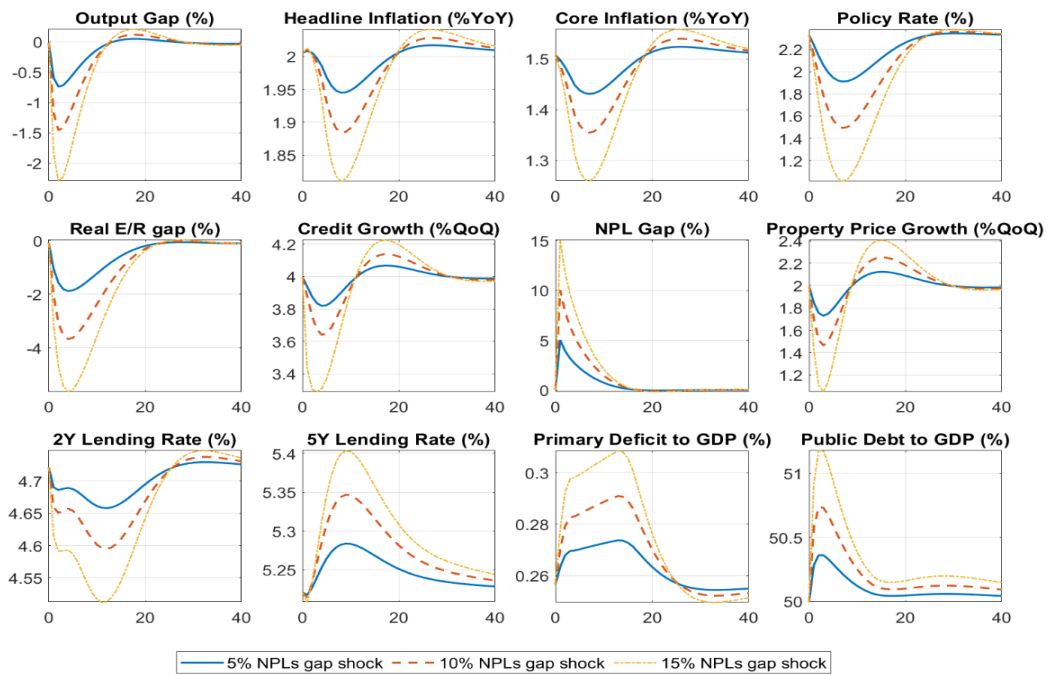 Output Gap (%)
0
-0.5
-1
-1.5
-2
0 20 40
Headline Inflation (%YoY)
2
1.95
1.9
1.85
0 20 40
Core Inflation (%YoY)
1.5
1.4
1.3
0 20 40
Policy Rate (%)
2.2
2
1.8
1.6
1.4
1.2
0 20 40
Real E/R gap (%)
0
-2
-4
0 20 40
Credit Growth (%QoQ)
4.2
4
3.8
3.6
3.4
0 20 40
NPL Gap (%)
15
10
5
0
0 20 40
Property Price Growth (%QoQ)
2.4
2.2
2
1.8
1.6
1.4
1.2
0 20 40
2Y Lending Rate (%)
4.7
4.65
4.6
4.55
0 20 40
5Y Lending Rate (%)
5.4
5.35
5.3
5.25
0 20 40
Primary Deficit to GDP (%)
0.3
0.28
0.26
0 20 40
Public Debt to GDP (%)
51
50.5
50
0 20 40
5% NPLs gap shock 10% NPLs gap shock 15% NPLs gap shock